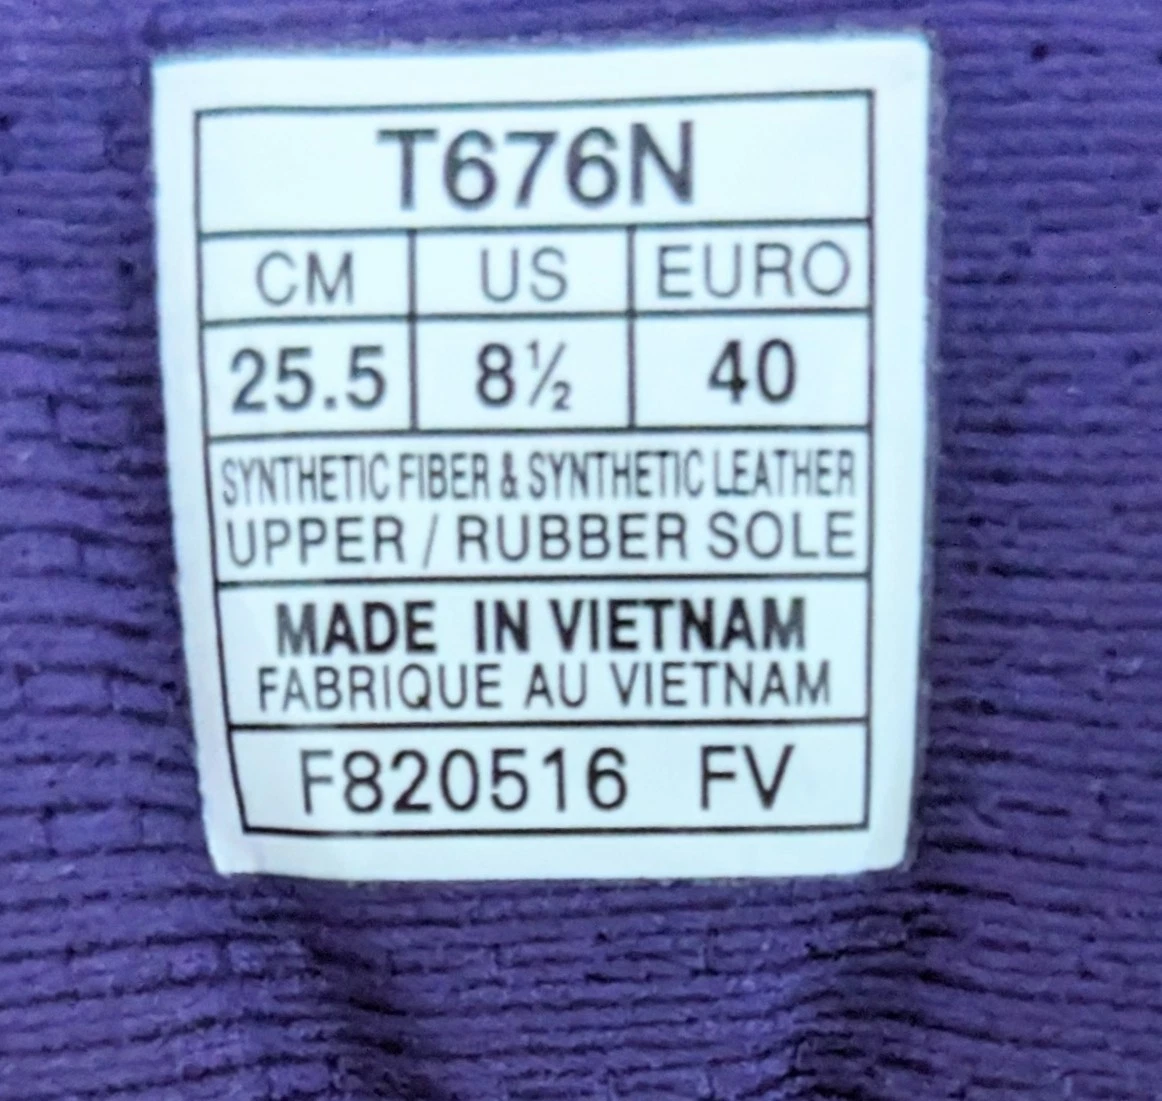 T676N
CM US EURO
25.5 8½ 40
SYNTHETIC FIBER & SYNTHETIC LEATHER
UPPER / RUBBER SOLE
MADE IN VIETNAM
FABRIQUE AU VIETNAM
F820516 FV